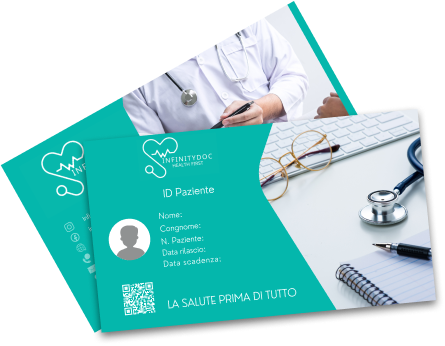 INFINITYDOC
HEALTH FIRST
ID Paziente
Nome:
Congnome:
N. Paziente:
Data rilascio:
Data scadenza:
LA SALUTE PRIMA DI TUTTO